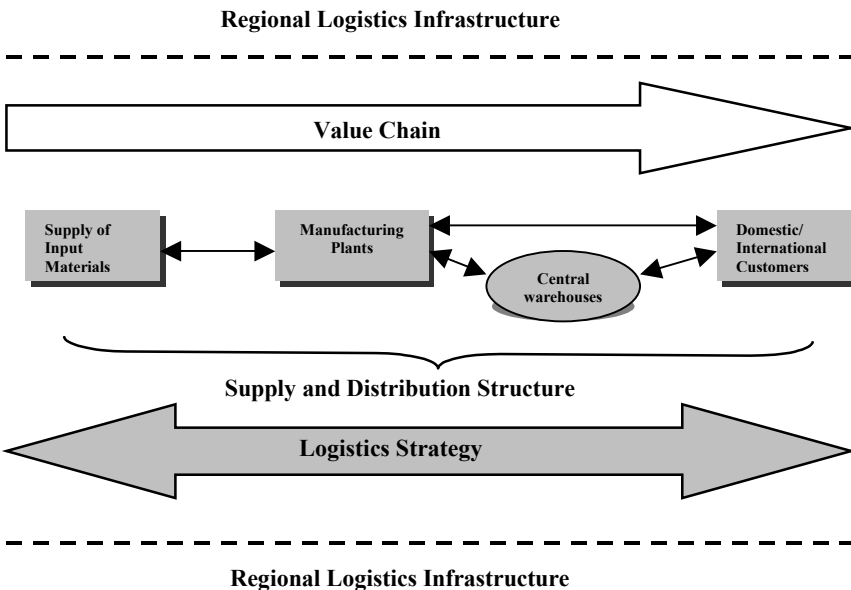 Regional Logistics Infrastructure
Value Chain
Supply of
Input
Materials
Manufacturing
Plants
Central
warehouses
Domestic/
International
Customers
Supply and Distribution Structure
Logistics Strategy
Regional Logistics Infrastructure